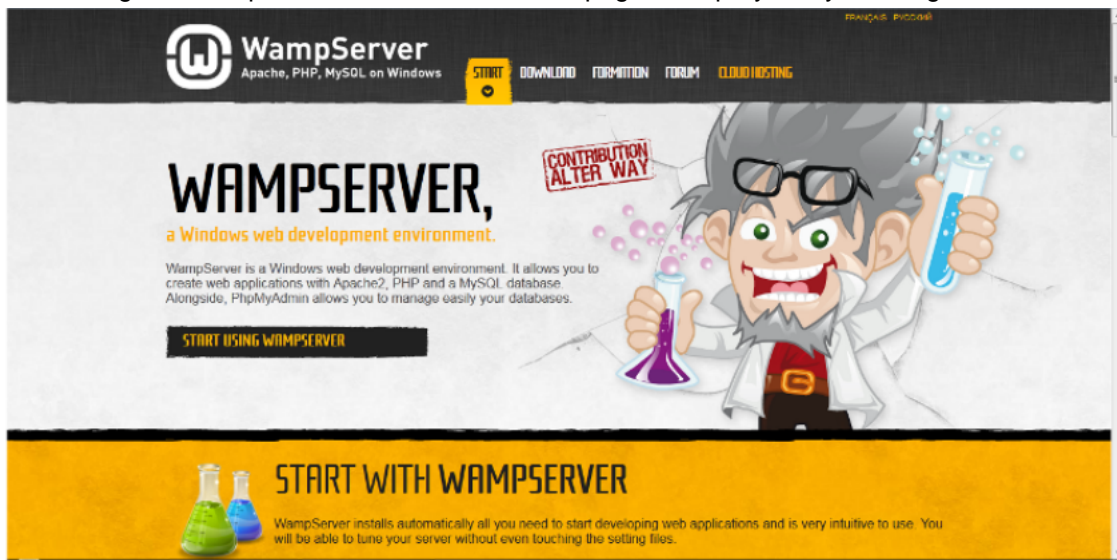 FRANÇAIS РУССКИЙ
WampServer
Apache, PHP, MySQL on Windows
START DOWNLOAD FORMATION FORUM CLOUD HOSTING
CONTRIBUTION
ALTER WAY
WAMPSERVER,
a Windows web development environment.
WampServer is a Windows web development environment. It allows you to
create web applications with Apache2, PHP and a MySQL database.
Alongside, PhpMyAdmin allows you to manage easily your databases.
START USING WAMPSERVER
START WITH WAMPSERVER
WampServer installs automatically all you need to start developing web applications and is very intuitive to use. You
will be able to tune your server without even touching the setting files.